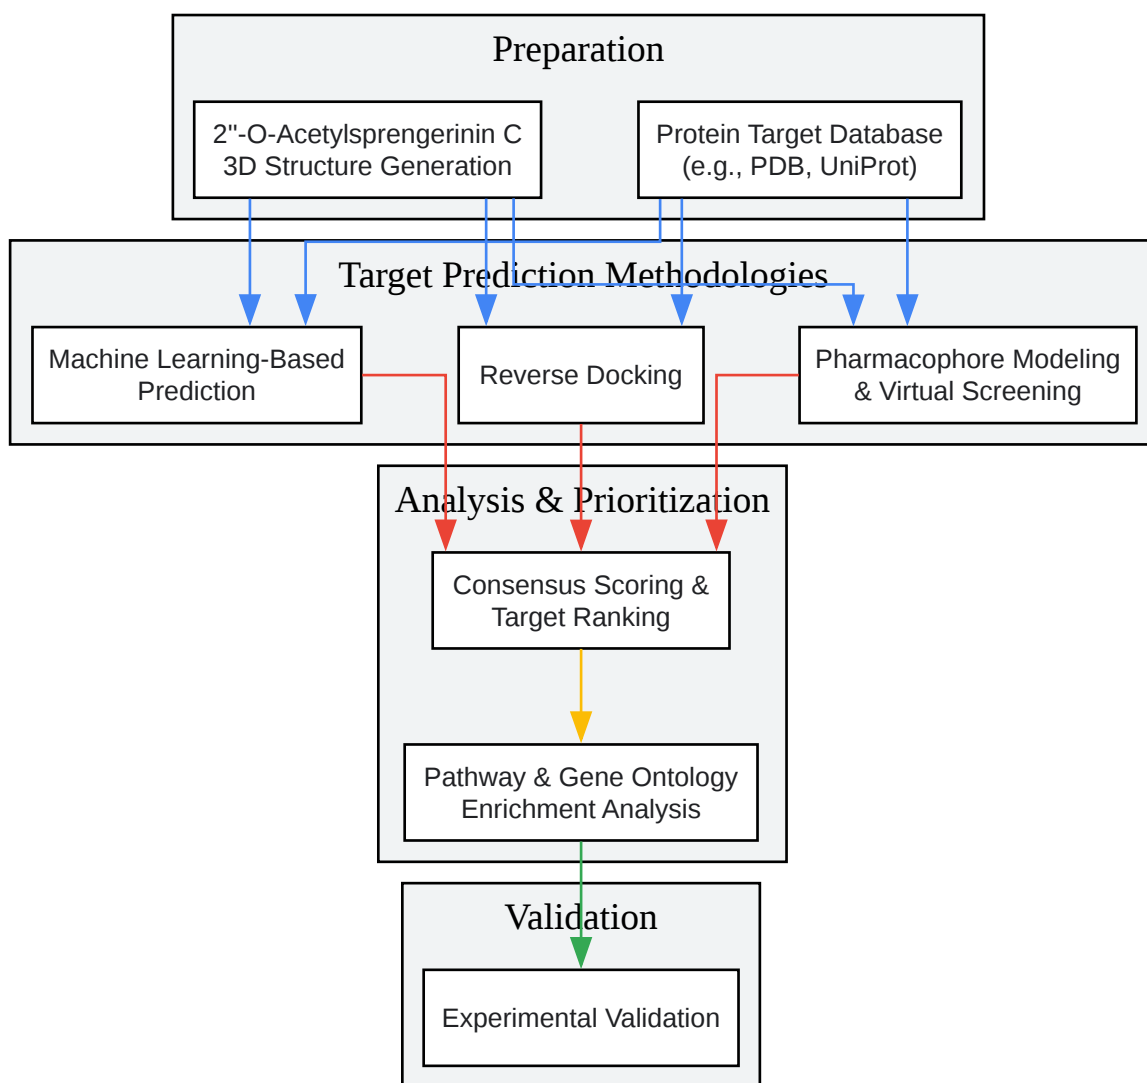 Preparation
2"-O-Acetylsprengerinin C
3D Structure Generation
Protein Target Database
(e.g., PDB, UniProt)
Target Prediction Methodologies
Machine Learning-Based
Prediction
Reverse Docking
Pharmacophore Modeling
& Virtual Screening
Analysis & Prioritization
Consensus Scoring &
Target Ranking
Pathway & Gene Ontology
Enrichment Analysis
Validation
Experimental Validation